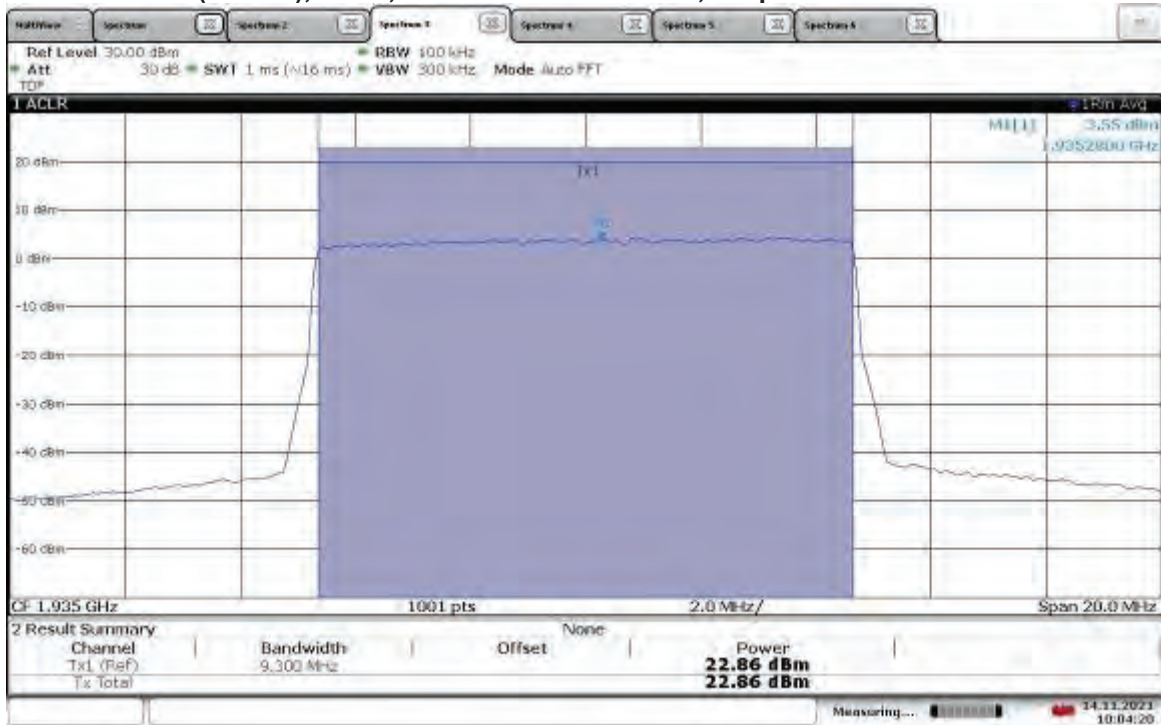 MultiView Spectrum Spectrum 2 Spectrum 3 Spectrum 4 Spectrum 5 Spectrum 6
Ref Level 30.00 dBm RBW 100 kHz
Att 30 dB SWT 1 ms (~16 ms) VBW 300 kHz Mode Auto FFT
TDF
1 ACLR 1Rm Avg
M1[1] 3.55 dBm
1.9352800 GHz
20 dBm
Tx1
10 dBm
M1
0 dBm
-10 dBm
-20 dBm
-30 dBm
-40 dBm
-50 dBm
-60 dBm
CF 1.935 GHz 1001 pts 2.0 MHz/ Span 20.0 MHz
2 Result Summary None
Channel Bandwidth Offset Power
Tx1 (Ref) 9.300 MHz 22.86 dBm
Tx Total 22.86 dBm
Measuring... 14.11.2021
10:04:20